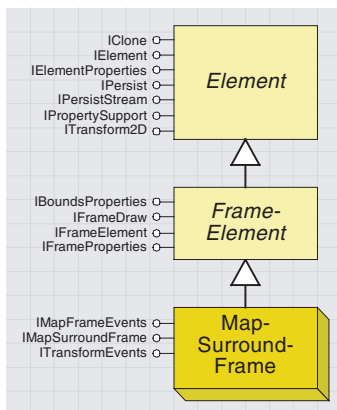 IClone
IElement
IElementProperties
IPersist
IPersistStream
IPropertySupport
ITransform2D
Element
IBoundsProperties
IFrameDraw
IFrameElement
IFrameProperties
Frame-
Element
IMapFrameEvents
IMapSurroundFrame
ITransformEvents
Map-
Surround-
Frame